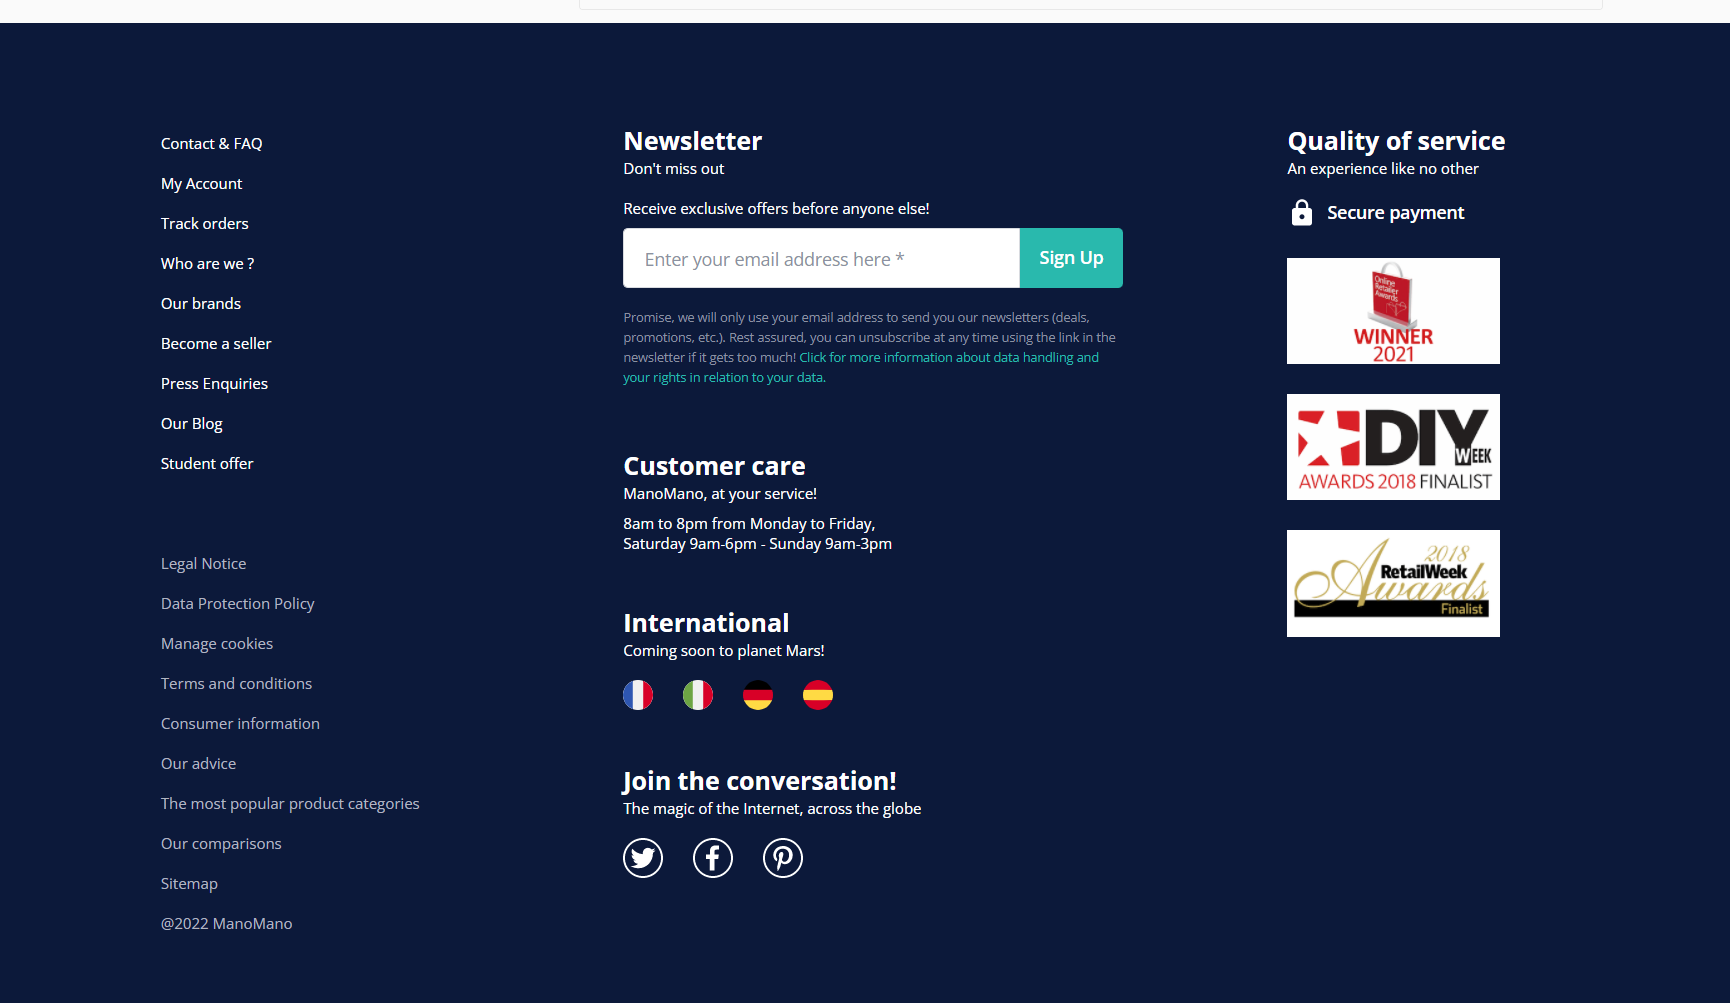 Contact & FAQ
My Account
Track orders
Who are we ?
Our brands
Become a seller
Press Enquiries
Our Blog
Student offer
Legal Notice
Data Protection Policy
Manage cookies
Terms and conditions
Consumer information
Our advice
The most popular product categories
Our comparisons
Sitemap
@2022 ManoMano
Newsletter
Don't miss out
Receive exclusive offers before anyone else!
Enter your email address here *
Sign Up
Promise, we will only use your email address to send you our newsletters (deals,
promotions, etc.). Rest assured, you can unsubscribe at any time using the link in the
newsletter if it gets too much! Click for more information about data handling and
your rights in relation to your data.
Customer care
ManoMano, at your service!
8am to 8pm from Monday to Friday,
Saturday 9am-6pm - Sunday 9am-3pm
International
Coming soon to planet Mars!
Join the conversation!
The magic of the Internet, across the globe
Quality of service
An experience like no other
Secure payment
Online
Retailer
Awards
WINNER
2021
DIY
WEEK
AWARDS 2018 FINALIST
2018
RetailWeek
Awards
Finalist